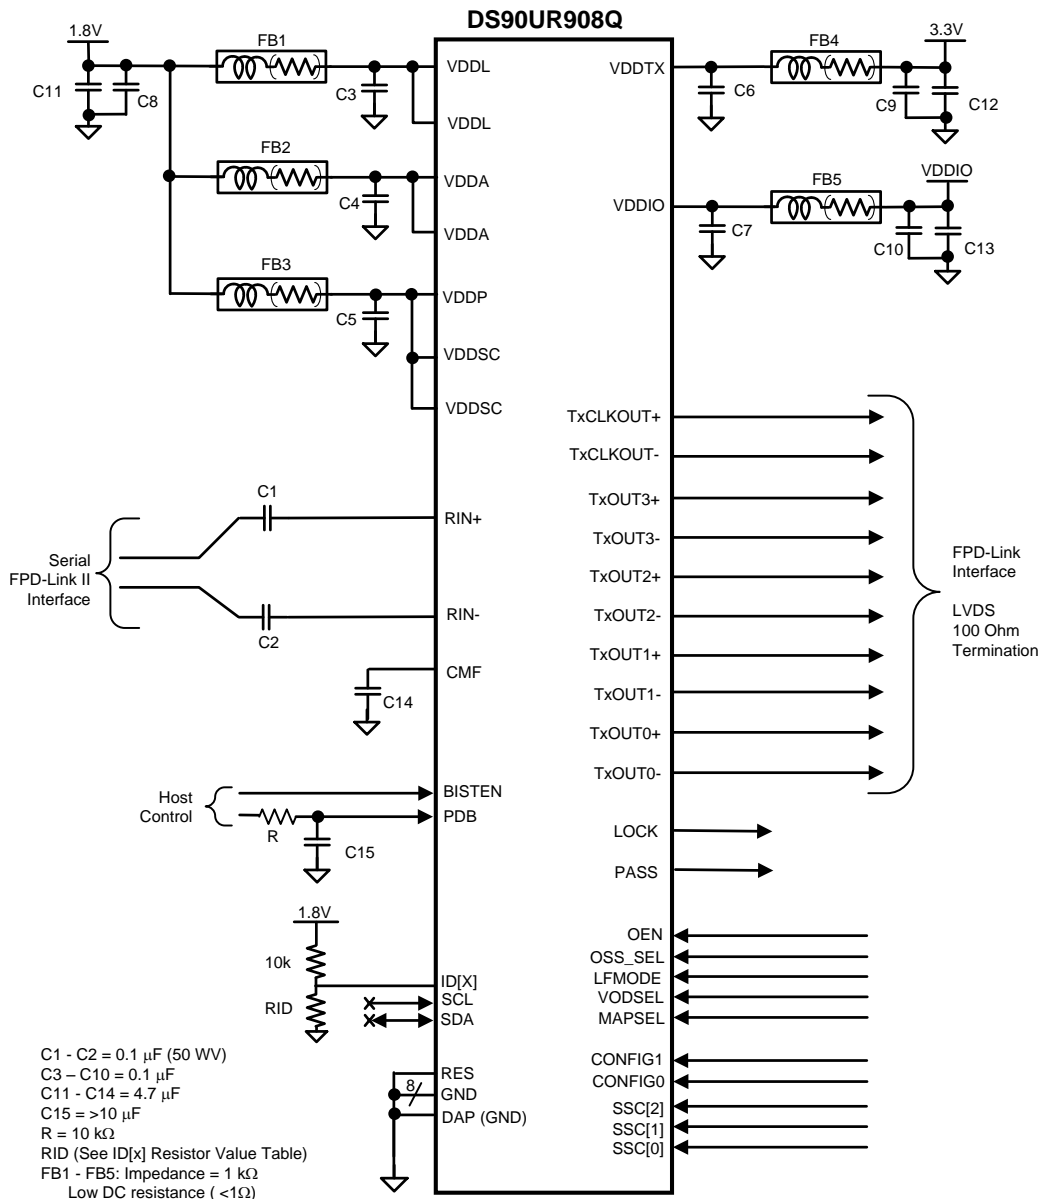 DS90UR908Q
1.8V
FB1
C11
C8
C3
VDDL
VDDL
FB2
C4
VDDA
VDDA
FB3
C5
VDDP
VDDSC
VDDSC
VDDTX
C6
FB4
3.3V
C9
C12
VDDIO
C7
FB5
VDDIO
C10
C13
Serial
FPD-Link II
Interface
C1
RIN+
C2
RIN-
CMF
C14
Host
Control
BISTEN
PDB
R
C15
1.8V
10k
RID
ID[X]
SCL
SDA
RES
8
GND
DAP (GND)
TxCLKOUT+
TxCLKOUT-
TxOUT3+
TxOUT3-
TxOUT2+
TxOUT2-
TxOUT1+
TxOUT1-
TxOUT0+
TxOUT0-
FPD-Link
Interface
LVDS
100 Ohm
Termination
LOCK
PASS
OEN
OSS_SEL
LFMODE
VODSEL
MAPSEL
CONFIG1
CONFIG0
SSC[2]
SSC[1]
SSC[0]
C1 - C2 = 0.1 μF (50 WV)
C3 – C10 = 0.1 μF
C11 - C14 = 4.7 μF
C15 = >10 μF
R = 10 kΩ
RID (See ID[x] Resistor Value Table)
FB1 - FB5: Impedance = 1 kΩ
Low DC resistance ( <1Ω)